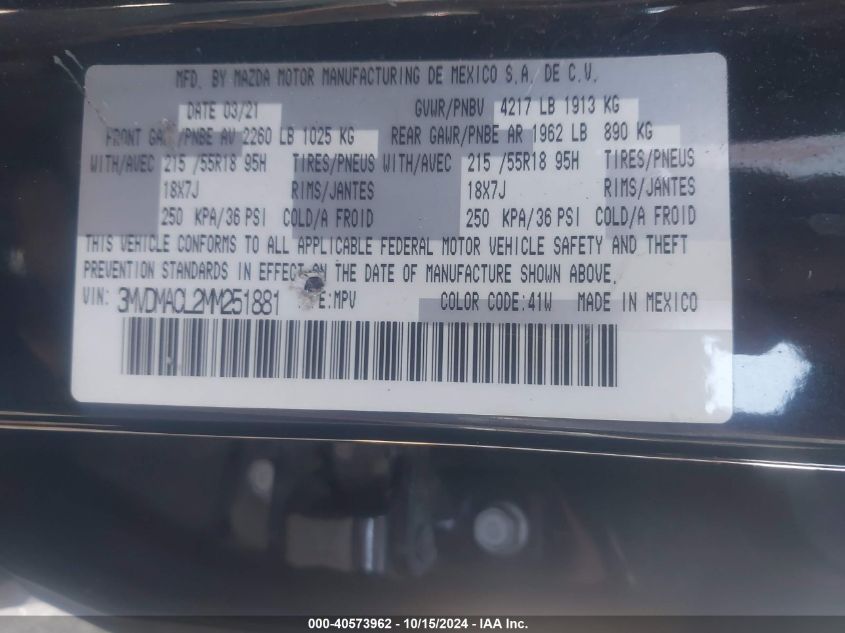 MFD. BY MAZDA MOTOR MANUFACTURING DE MEXICO S.A. DE C.V.
DATE 03/21 GVWR/PNBV 4217 LB 1913 KG
FRONT GAWR/PNBE AV 2260 LB 1025 KG REAR GAWR/PNBE AR 1962 LB 890 KG
WITH/AVEC 215 /55R18 95H TIRES/PNEUS WITH/AVEC 215 /55R18 95H TIRES/PNEUS
18X7J RIMS/JANTES 18X7J RIMS/JANTES
250 KPA/36 PSI COLD/A FROID 250 KPA/36 PSI COLD/A FROID
THIS VEHICLE CONFORMS TO ALL APPLICABLE FEDERAL MOTOR VEHICLE SAFETY AND THEFT
PREVENTION STANDARDS IN EFFECT ON THE DATE OF MANUFACTURE SHOWN ABOVE.
VIN: 3MVDMACL2MM251881 E:MPV COLOR CODE:41W MADE IN MEXICO
000-40573962 - 10/15/2024 - IAA Inc.